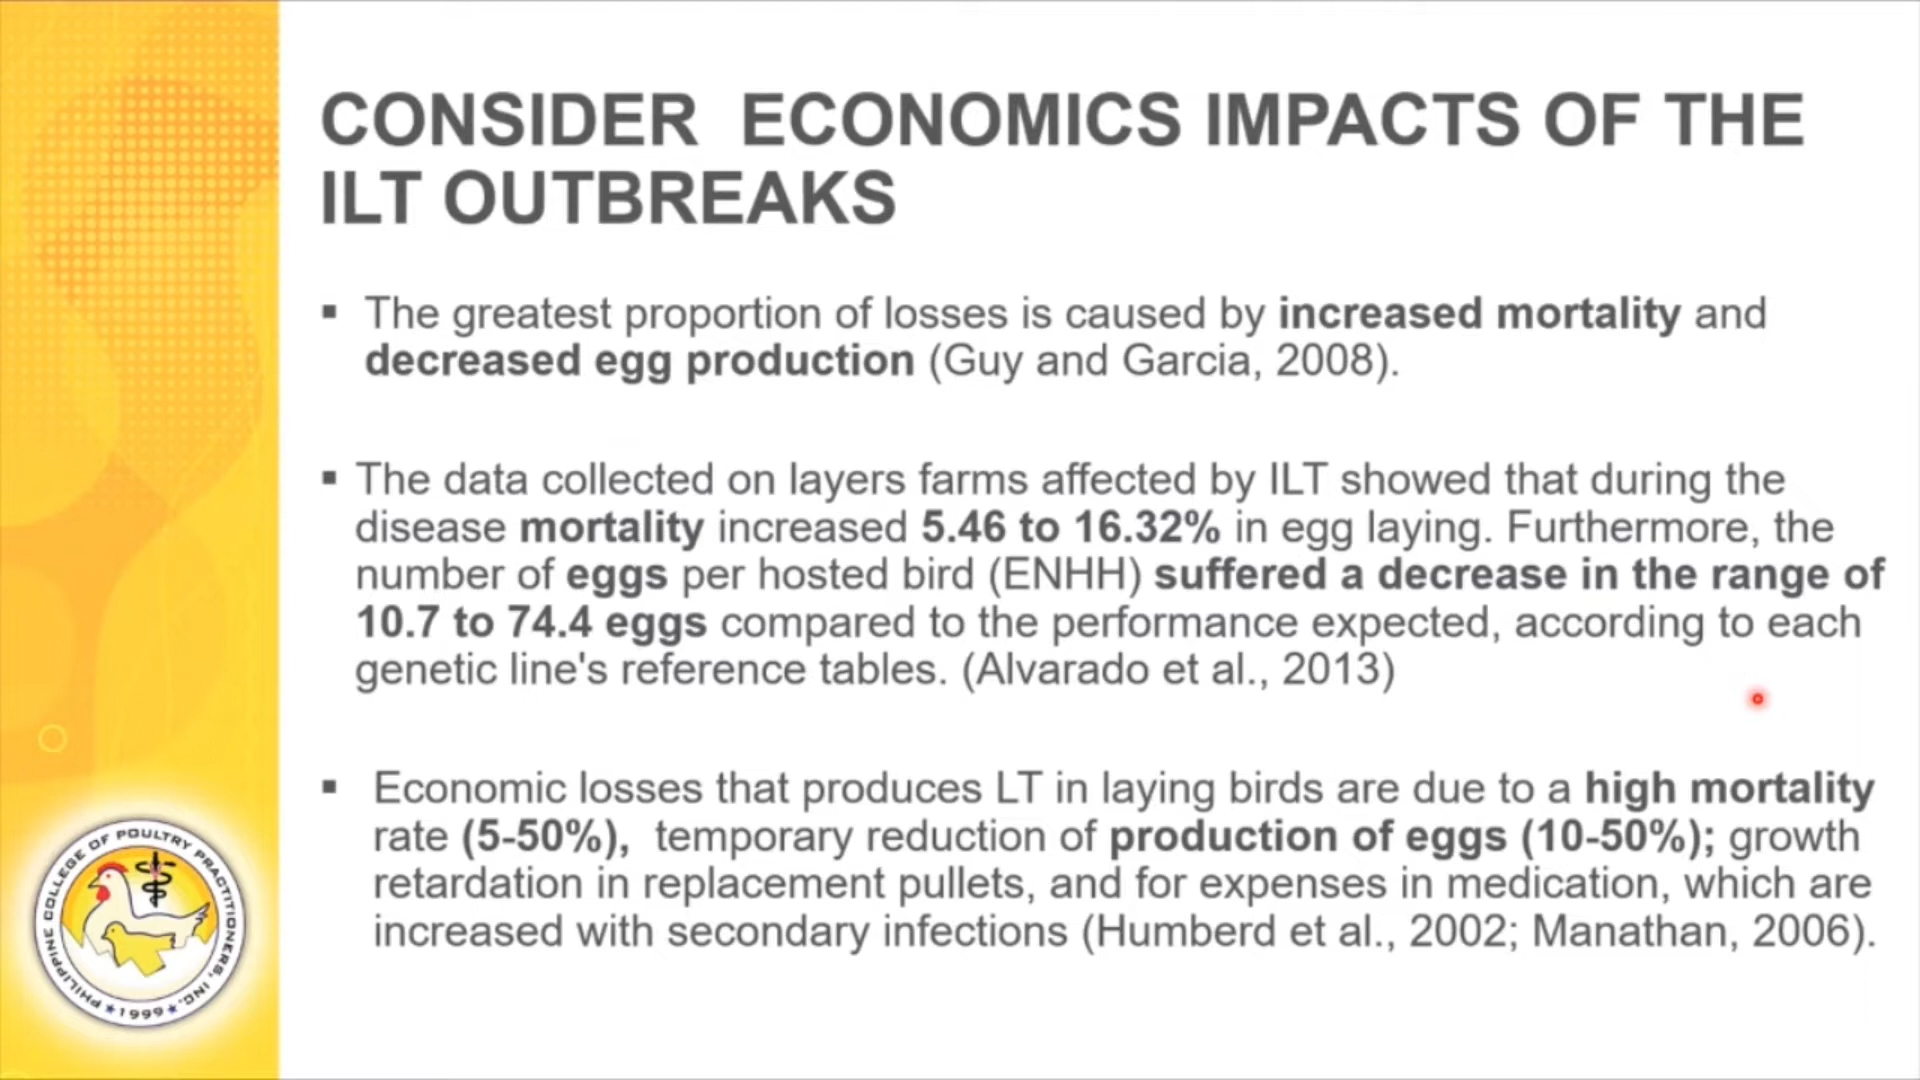 CONSIDER ECONOMICS IMPACTS OF THE
ILT OUTBREAKS
▪ The greatest proportion of losses is caused by increased mortality and
decreased egg production (Guy and Garcia, 2008).
▪ The data collected on layers farms affected by ILT showed that during the
disease mortality increased 5.46 to 16.32% in egg laying. Furthermore, the
number of eggs per hosted bird (ENHH) suffered a decrease in the range of
10.7 to 74.4 eggs compared to the performance expected, according to each
genetic line's reference tables. (Alvarado et al., 2013)
▪ Economic losses that produces LT in laying birds are due to a high mortality
rate (5-50%), temporary reduction of production of eggs (10-50%); growth
retardation in replacement pullets, and for expenses in medication, which are
increased with secondary infections (Humberd et al., 2002; Manathan, 2006).
PHILIPPINE COLLEGE OF POULTRY PRACTITIONERS, INC.
★ 1999 ★